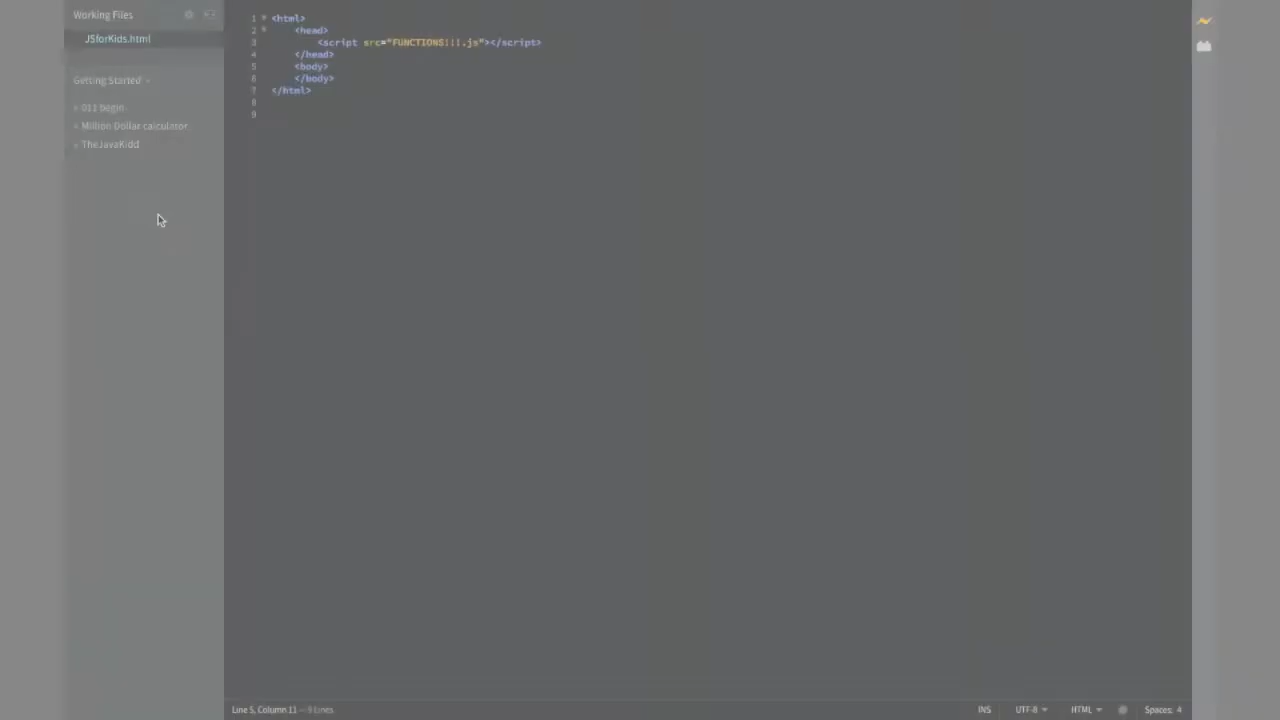 Working Files
JSforKids.html
Getting Started
011 Begin
Million Dollar calculator
TheJavaKidd
1 <html>
2 <head>
3 <script src="FUNCTIONS!!!.js"></script>
4 </head>
5 <body>
6 </body>
7 </html>
8
9
Line 5, Column 11 — 9 Lines
INS UTF-8 HTML Spaces: 4